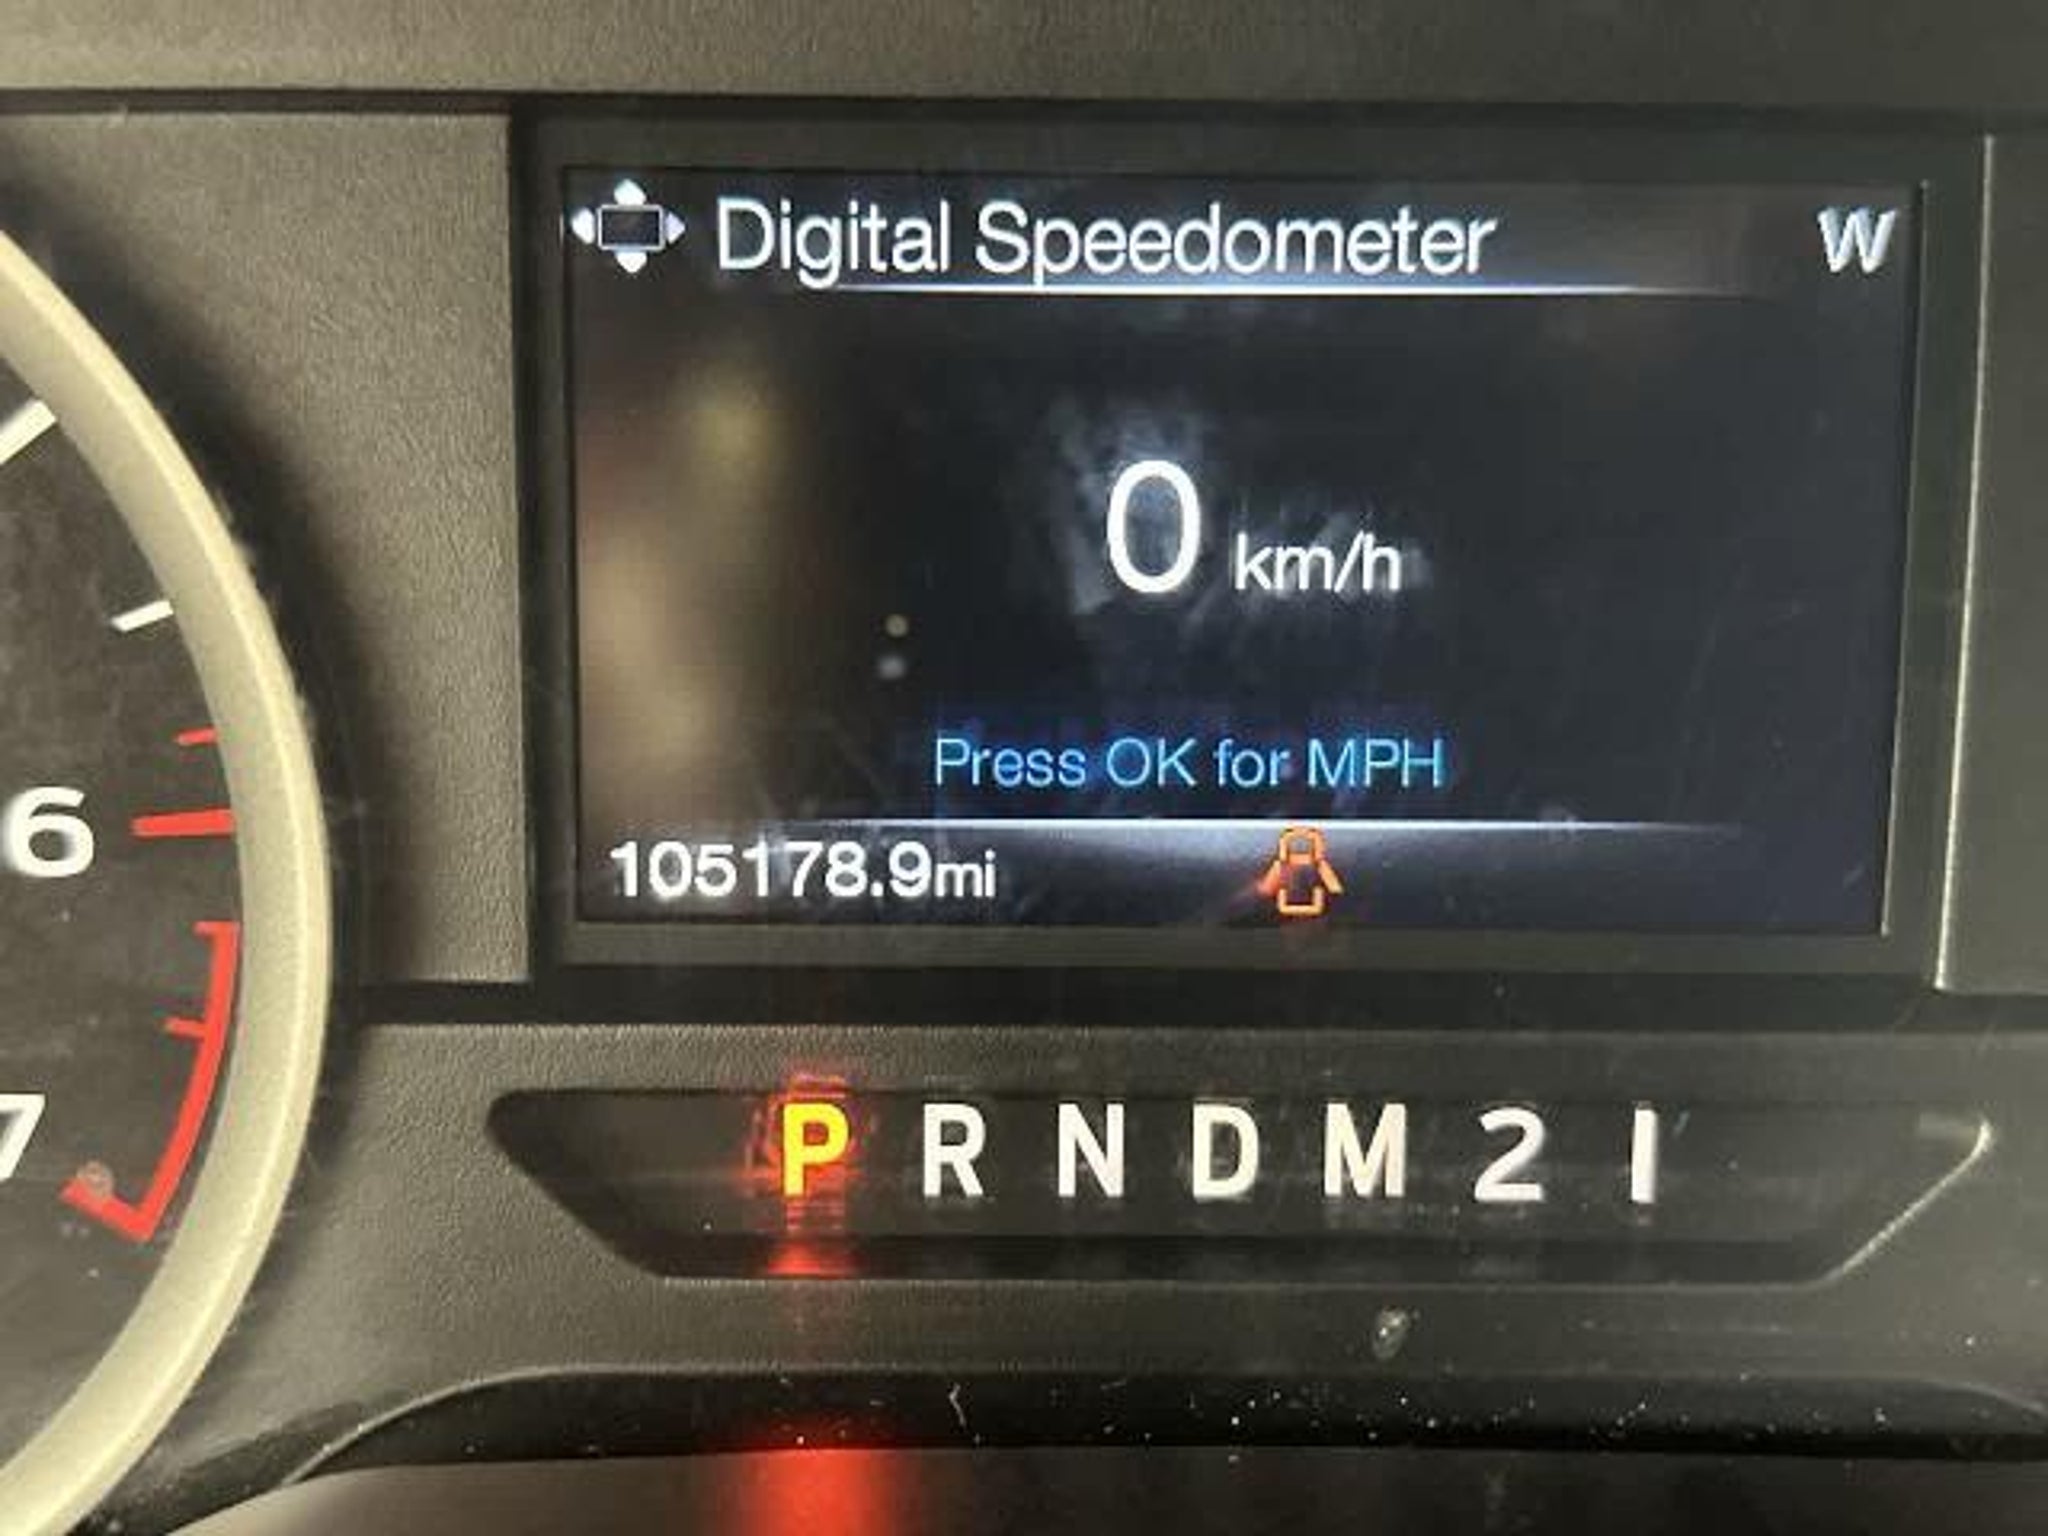 Digital Speedometer W
0 km/h
Press OK for MPH
6
105178.9mi
7
P R N D M 2 1